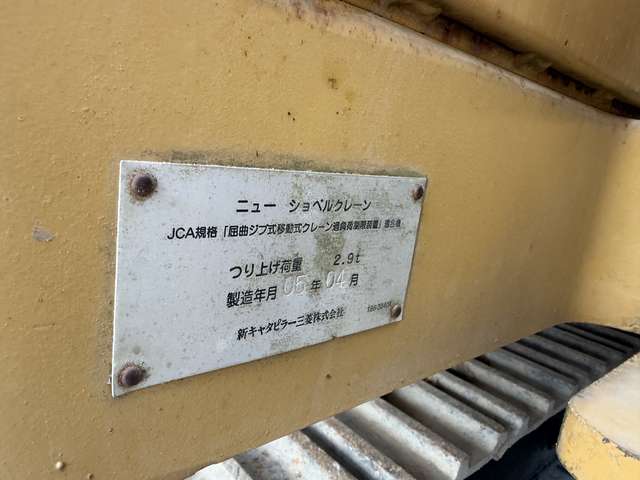 ニュー ショベルクレーン
JCA規格「屈曲ジブ式移動式クレーン過負荷制限装置」適合機
つり上げ荷重 2.9t
製造年月 05 年 04 月
新キャタピラー三菱株式会社